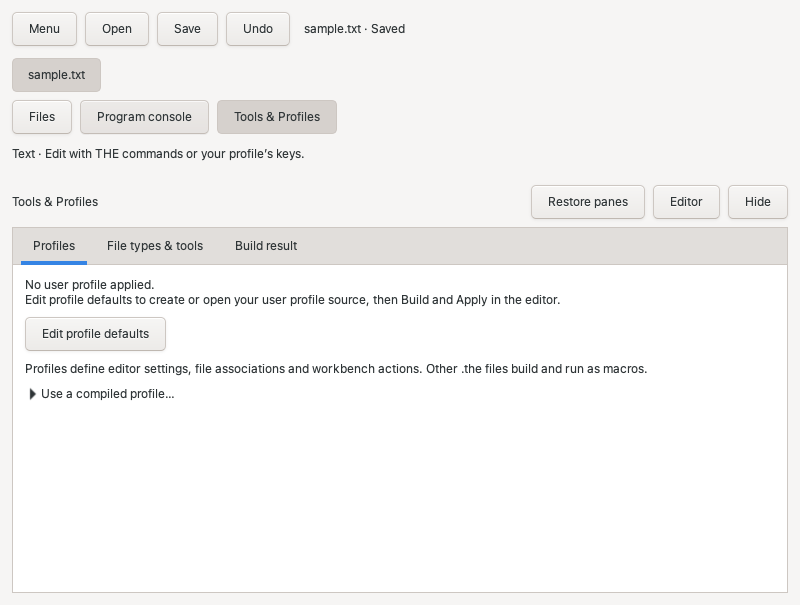 Menu Open Save Undo sample.txt · Saved
sample.txt
Files Program console Tools & Profiles
Text · Edit with THE commands or your profile’s keys.
Tools & Profiles Restore panes Editor Hide
Profiles File types & tools Build result
No user profile applied.
Edit profile defaults to create or open your user profile source, then Build and Apply in the editor.
Edit profile defaults
Profiles define editor settings, file associations and workbench actions. Other .the files build and run as macros.
Use a compiled profile...